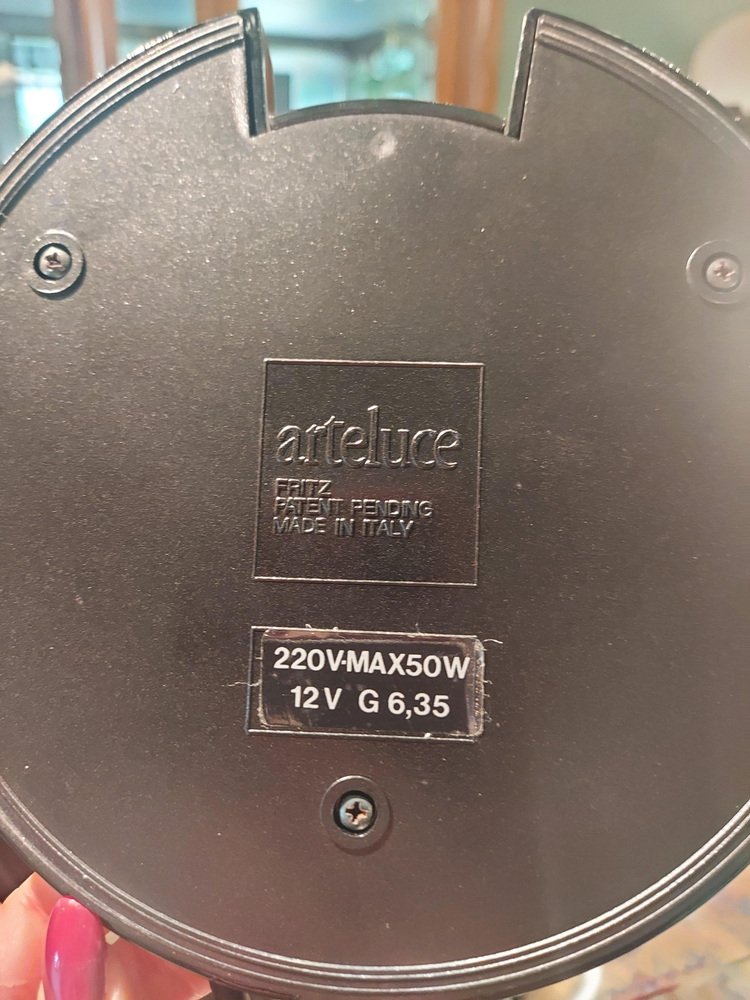 arteluce
FRITZ
PATENT PENDING
MADE IN ITALY
220V-MAX50W
12V G 6,35